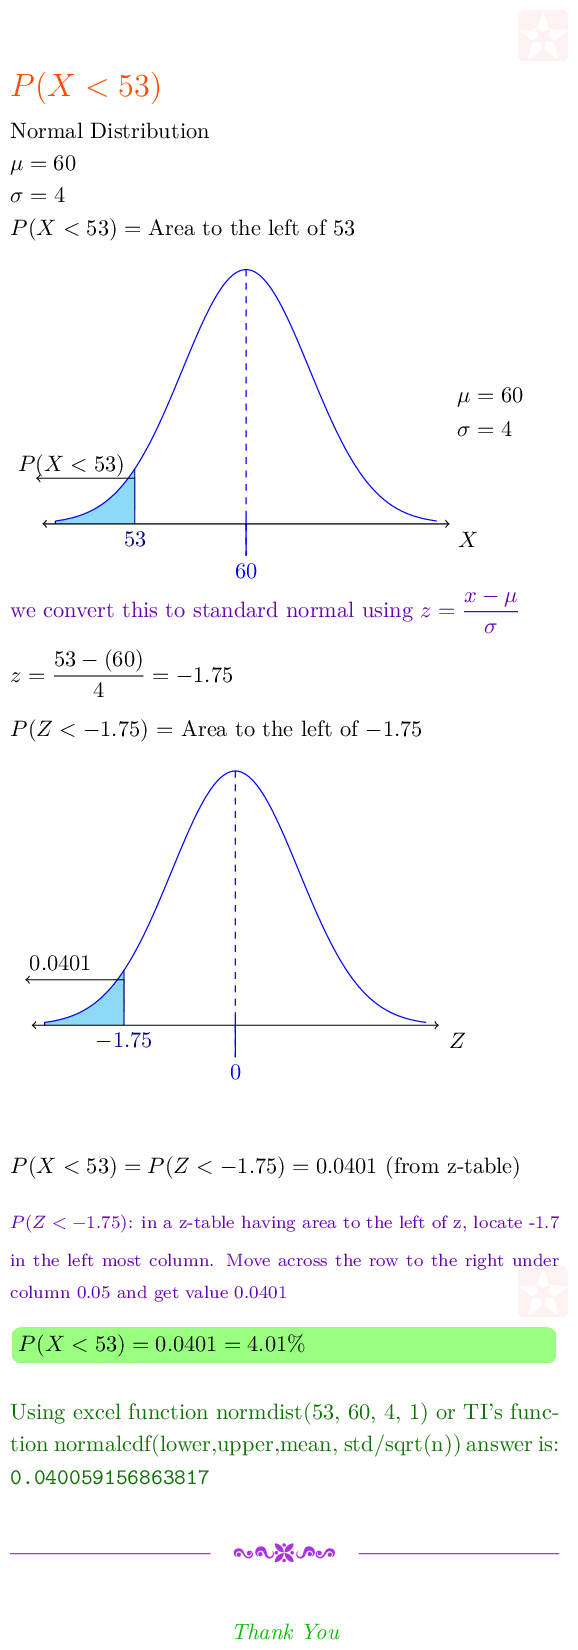 P(X < 53)
Normal Distribution
μ = 60
σ = 4
P(X < 53) = Area to the left of 53
μ = 60
σ = 4
P(X < 53)
53
X
60
we convert this to standard normal using z = (x − μ)/σ
z = (53 − (60))/4 = −1.75
P(Z < −1.75) = Area to the left of −1.75
0.0401
−1.75
Z
0
P(X < 53) = P(Z < −1.75) = 0.0401 (from z-table)
P(Z < −1.75): in a z-table having area to the left of z, locate -1.7
in the left most column. Move across the row to the right under
column 0.05 and get value 0.0401
P(X < 53) = 0.0401 = 4.01%
Using excel function normdist(53, 60, 4, 1) or TI's func-
tion normalcdf(lower,upper,mean, std/sqrt(n)) answer is:
0.040059156863817
Thank You